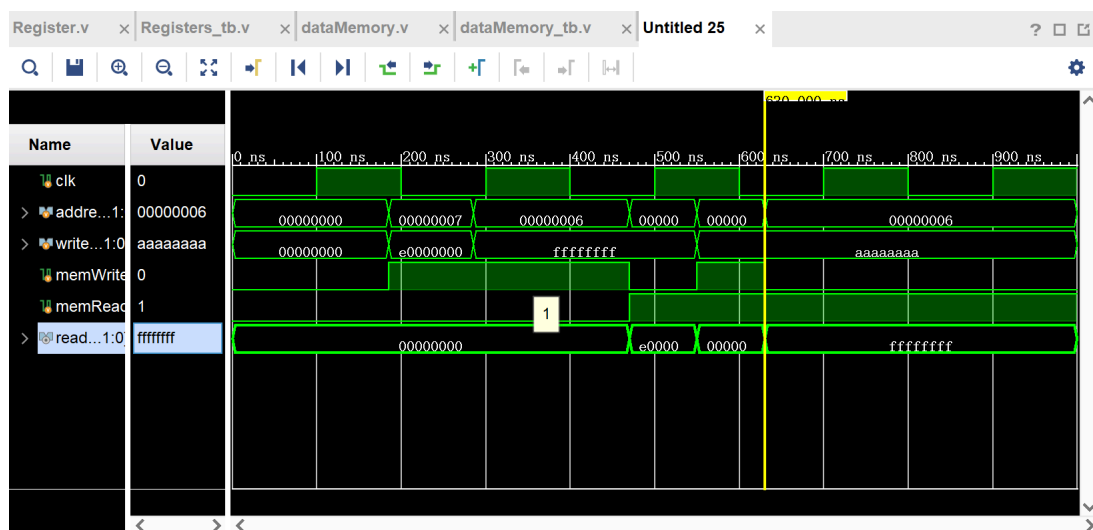 Register.v × Registers_tb.v × dataMemory.v × dataMemory_tb.v × Untitled 25 × ?
630.000 ns
Name Value
0 ns 100 ns 200 ns 300 ns 400 ns 500 ns 600 ns 700 ns 800 ns 900 ns
clk 0
addre...1: 00000006 00000000 00000007 00000006 00000 00000 00000006
write...1:0 aaaaaaaa 00000000 e0000000 ffffffff aaaaaaaa
memWrite 0
memRead 1
1
read...1:0 ffffffff 00000000 e0000 00000 ffffffff